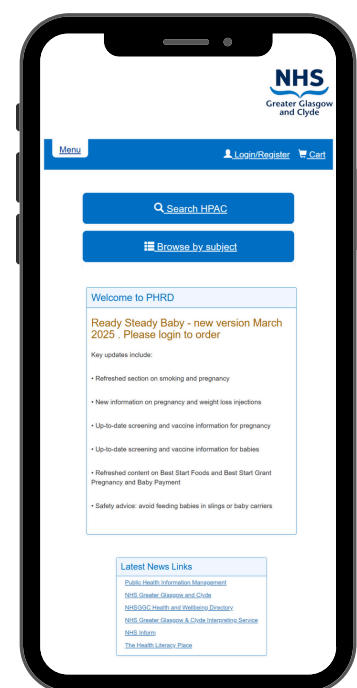 NHS
Greater Glasgow
and Clyde
Menu
Login/Register Cart
Search HPAC
Browse by subject
Welcome to PHRD
Ready Steady Baby - new version March
2025 . Please login to order
Key updates include:
• Refreshed section on smoking and pregnancy
• New information on pregnancy and weight loss injections
• Up-to-date screening and vaccine information for pregnancy
• Up-to-date screening and vaccine information for babies
• Refreshed content on Best Start Foods and Best Start Grant
Pregnancy and Baby Payment
• Safety advice: avoid feeding babies in slings or baby carriers
Latest News Links
Public Health Information Management
NHS Greater Glasgow and Clyde
NHSGGC Health and Wellbeing Directory
NHS Greater Glasgow & Clyde Interpreting Service
NHS Inform
The Health Literacy Place